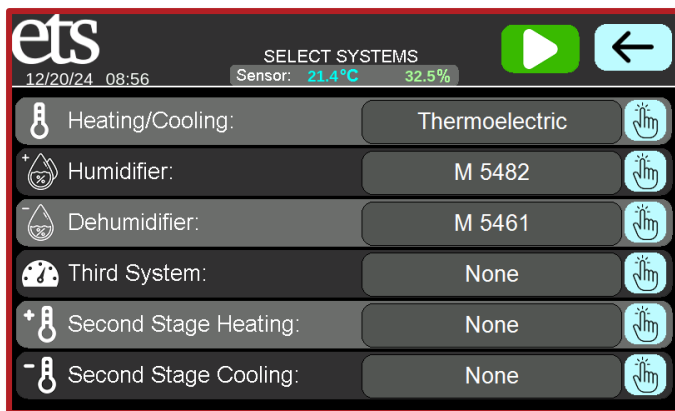 ets
SELECT SYSTEMS
12/20/24 08:56
Sensor: 21.4°C 32.5%
Heating/Cooling: Thermoelectric
+ % Humidifier: M 5482
- % Dehumidifier: M 5461
Third System: None
+ Second Stage Heating: None
- Second Stage Cooling: None